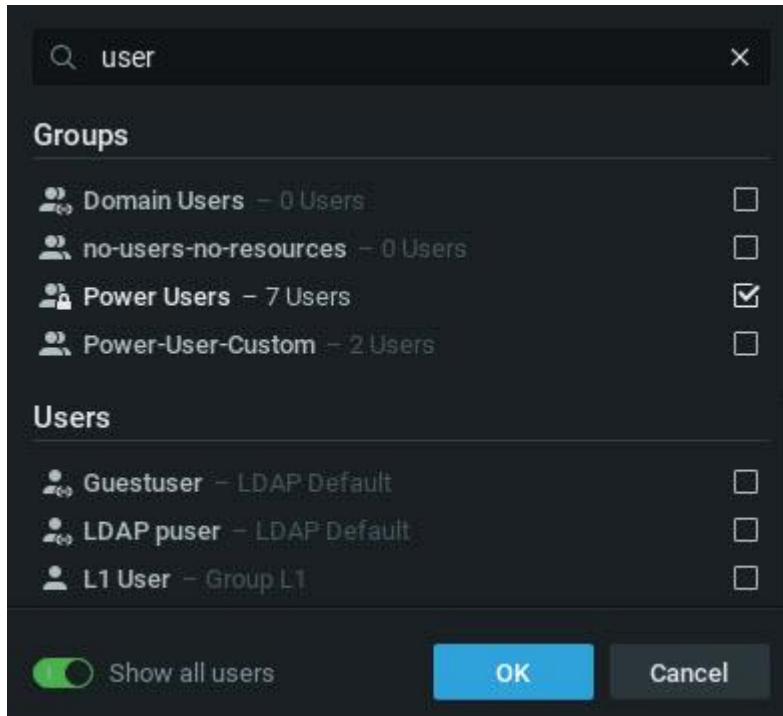 user
Groups
Domain Users – 0 Users
no-users-no-resources – 0 Users
Power Users – 7 Users
Power-User-Custom – 2 Users
Users
Guestuser – LDAP Default
LDAP puser – LDAP Default
L1 User – Group L1
Show all users OK Cancel